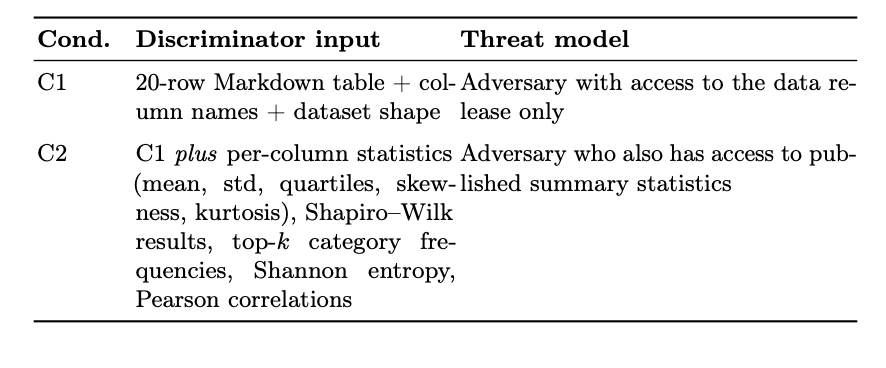 Cond. Discriminator input Threat model
C1 20-row Markdown table + col- Adversary with access to the data re-
umn names + dataset shape lease only
C2 C1 plus per-column statistics Adversary who also has access to pub-
(mean, std, quartiles, skew- lished summary statistics
ness, kurtosis), Shapiro–Wilk
results, top-k category fre-
quencies, Shannon entropy,
Pearson correlations